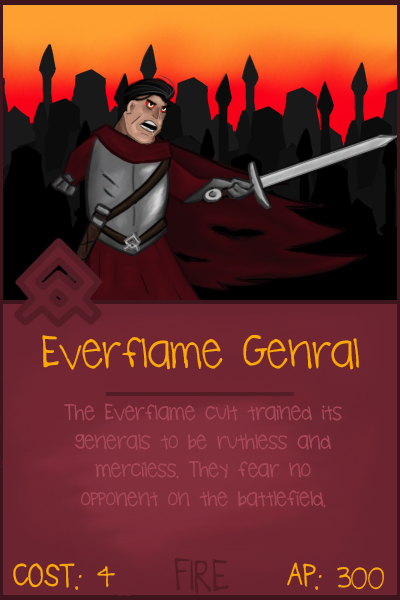 Everflame Genral
The Everflame cult trained its
generals to be ruthless and
merciless. They fear no
opponent on the battlefield.
COST: 4 FIRE AP: 300